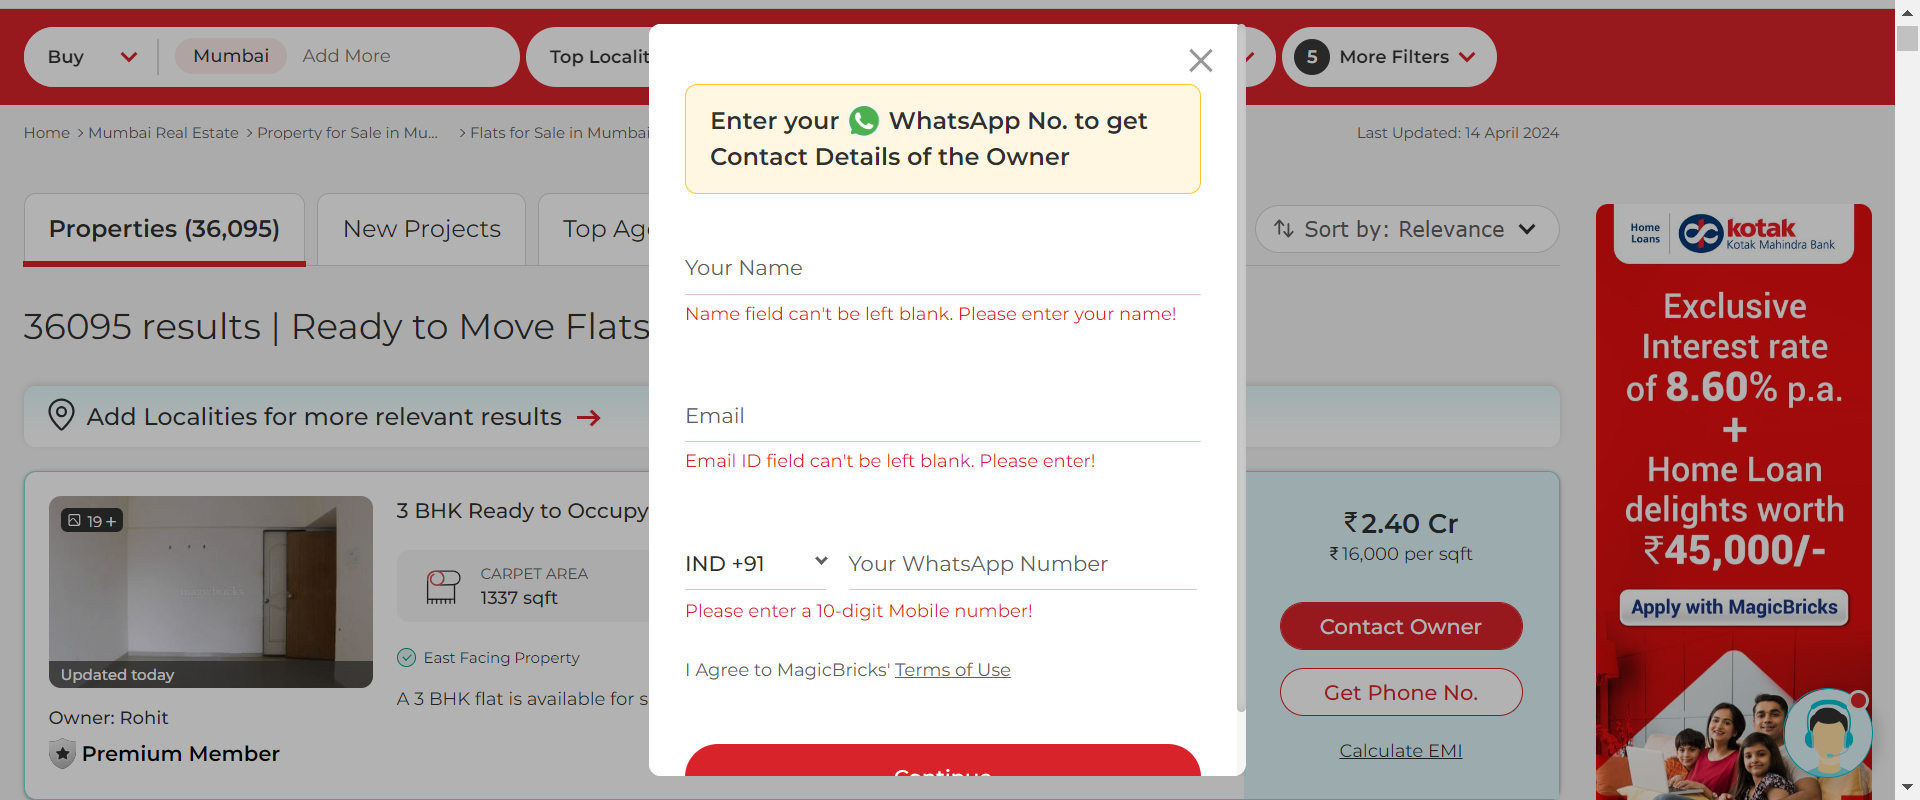 Buy
Mumbai
Add More
Top Localit
5
More Filters
Home > Mumbai Real Estate > Property for Sale in Mu... > Flats for Sale in Mumbai
Last Updated: 14 April 2024
Properties (36,095)
New Projects
Top Age
Sort by: Relevance
36095 results | Ready to Move Flats
Add Localities for more relevant results
19 +
magicbricks
Updated today
Owner: Rohit
Premium Member
3 BHK Ready to Occupy
CARPET AREA
1337 sqft
East Facing Property
A 3 BHK flat is available for s
Enter your WhatsApp No. to get
Contact Details of the Owner
Your Name
Name field can't be left blank. Please enter your name!
Email
Email ID field can't be left blank. Please enter!
IND +91
Your WhatsApp Number
Please enter a 10-digit Mobile number!
I Agree to MagicBricks' Terms of Use
Continue
₹2.40 Cr
₹16,000 per sqft
Contact Owner
Get Phone No.
Calculate EMI
Home
Loans
kotak
Kotak Mahindra Bank
Exclusive
Interest rate
of 8.60% p.a.
+
Home Loan
delights worth
₹45,000/-
Apply with MagicBricks